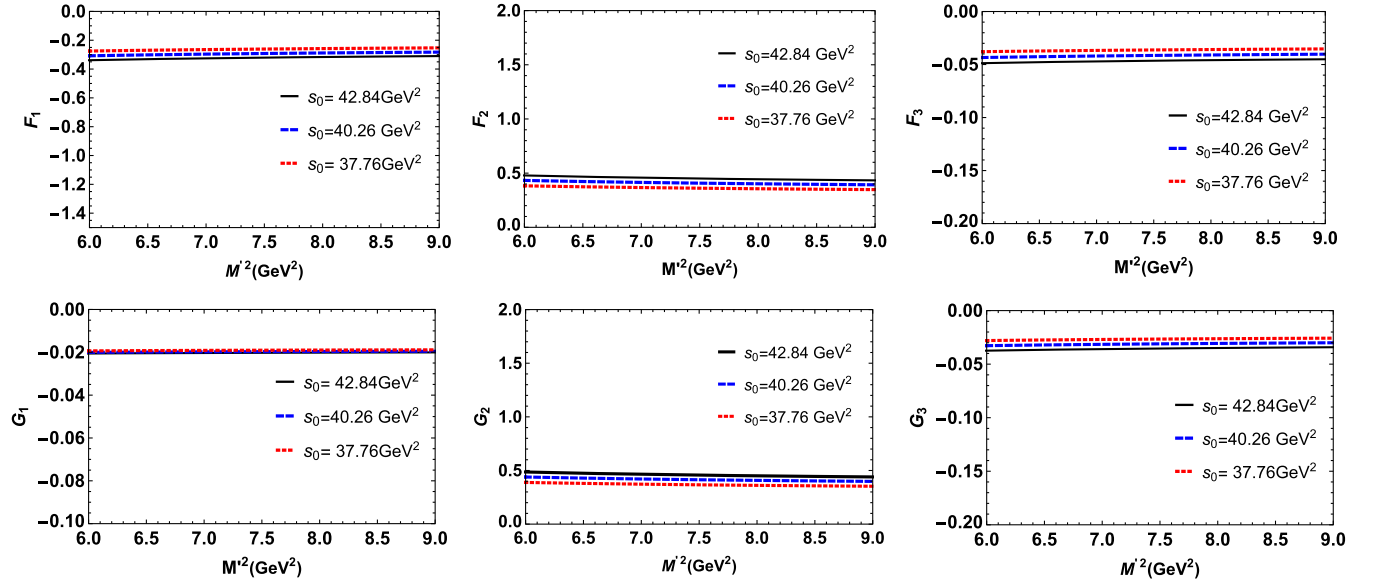 0.0
−0.2
−0.4
−0.6
−0.8
−1.0
−1.2
−1.4
F₁
s₀= 42.84GeV²
s₀=40.26 GeV²
s₀= 37.76GeV²
6.0 6.5 7.0 7.5 8.0 8.5 9.0
M′²(GeV²)
2.0
1.5
1.0
0.5
0.0
F₂
s₀=42.84 GeV²
s₀=40.26 GeV²
s₀=37.76 GeV²
6.0 6.5 7.0 7.5 8.0 8.5 9.0
M′²(GeV²)
0.00
−0.05
−0.10
−0.15
−0.20
F₃
s₀=42.84 GeV²
s₀=40.26 GeV²
s₀=37.76 GeV²
6.0 6.5 7.0 7.5 8.0 8.5 9.0
M′²(GeV²)
0.00
−0.02
−0.04
−0.06
−0.08
−0.10
G₁
s₀= 42.84GeV²
s₀=40.26 GeV²
s₀= 37.76GeV²
6.0 6.5 7.0 7.5 8.0 8.5 9.0
M′²(GeV²)
2.0
1.5
1.0
0.5
0.0
G₂
s₀=42.84 GeV²
s₀=40.26 GeV²
s₀=37.76 GeV²
6.0 6.5 7.0 7.5 8.0 8.5 9.0
M′²(GeV²)
0.00
−0.05
−0.10
−0.15
−0.20
G₃
s₀= 42.84GeV²
s₀=40.26 GeV²
s₀= 37.76GeV²
6.0 6.5 7.0 7.5 8.0 8.5 9.0
M′²(GeV²)